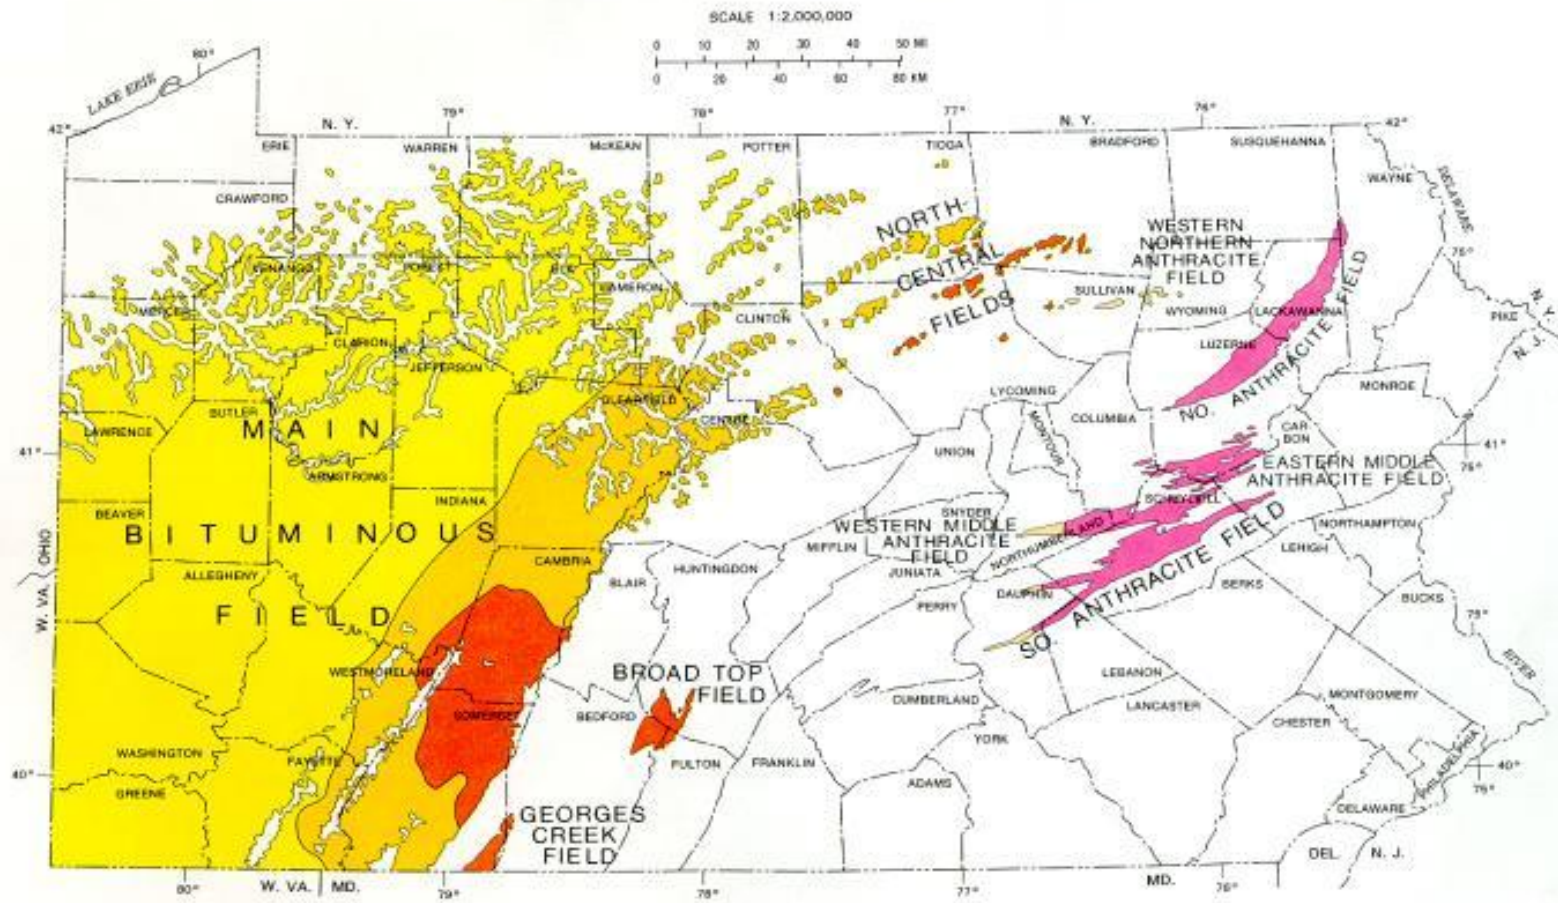 SCALE 1:2,000,000
0 10 20 30 40 50 MI
0 20 40 60 80 KM
80°
LAKE ERIE
42°
N. Y.
79°
78°
77°
N. Y.
76°
42°
ERIE
WARREN
McKEAN
POTTER
TIOGA
BRADFORD
SUSQUEHANNA
WAYNE
DELAWARE
CRAWFORD
NORTH-
CENTRAL
FIELDS
WESTERN
NORTHERN
ANTHRACITE
FIELD
75°
VENANGO
FOREST
ELK
CAMERON
SULLIVAN
WYOMING
LACKAWANNA
N. Y.
N. J.
PIKE
MERCER
CLARION
JEFFERSON
CLINTON
LUZERNE
NO. ANTHRACITE FIELD
MONROE
LYCOMING
COLUMBIA
MONTOUR
BUTLER
LAWRENCE
CLEARFIELD
CENTRE
UNION
CAR
BON
41°
41°
75°
MAIN
BITUMINOUS
FIELD
ARMSTRONG
INDIANA
BEAVER
EASTERN MIDDLE
ANTHRACITE FIELD
SCHUYLKILL
SNYDER
WESTERN MIDDLE
ANTHRACITE
FIELD
NORTHUMBERLAND
NORTHAMPTON
LEHIGH
OHIO
W. VA.
ALLEGHENY
CAMBRIA
BLAIR
HUNTINGDON
MIFFLIN
JUNIATA
PERRY
DAUPHIN
SO. ANTHRACITE FIELD
BERKS
BUCKS
75°
RIVER
WESTMORELAND
BROAD TOP
FIELD
CUMBERLAND
LEBANON
LANCASTER
MONTGOMERY
CHESTER
SOMERSET
BEDFORD
WASHINGTON
FAYETTE
FULTON
FRANKLIN
YORK
ADAMS
PHILADELPHIA
DELAWARE
40°
40°
75°
GREENE
GEORGES
CREEK
FIELD
DEL.
N. J.
80°
W. VA.
MD.
79°
78°
77°
MD.
76°